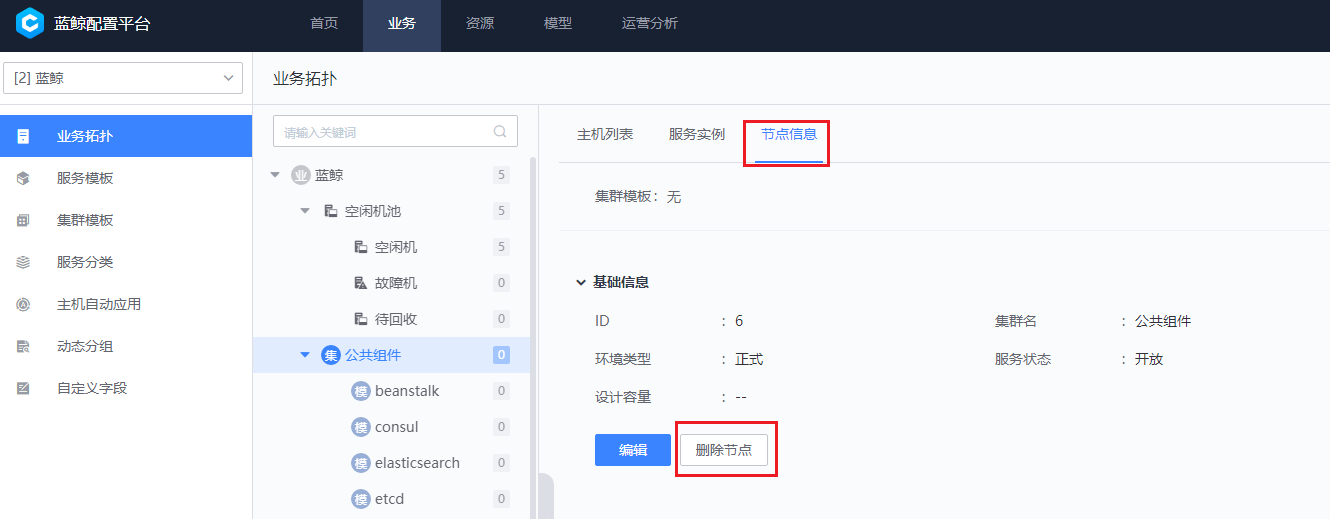 蓝鲸配置平台
首页 业务 资源 模型 运营分析
[2] 蓝鲸
业务拓扑
服务模板
集群模板
服务分类
主机自动应用
动态分组
自定义字段
业务拓扑
请输入关键词
业 蓝鲸 5
空闲机池 5
空闲机 5
故障机 0
待回收 0
集 公共组件 0
模 beanstalk 0
模 consul 0
模 elasticsearch 0
模 etcd 0
主机列表 服务实例 节点信息
集群模板：无
基础信息
ID : 6 集群名 : 公共组件
环境类型 : 正式 服务状态 : 开放
设计容量 : --
编辑 删除节点